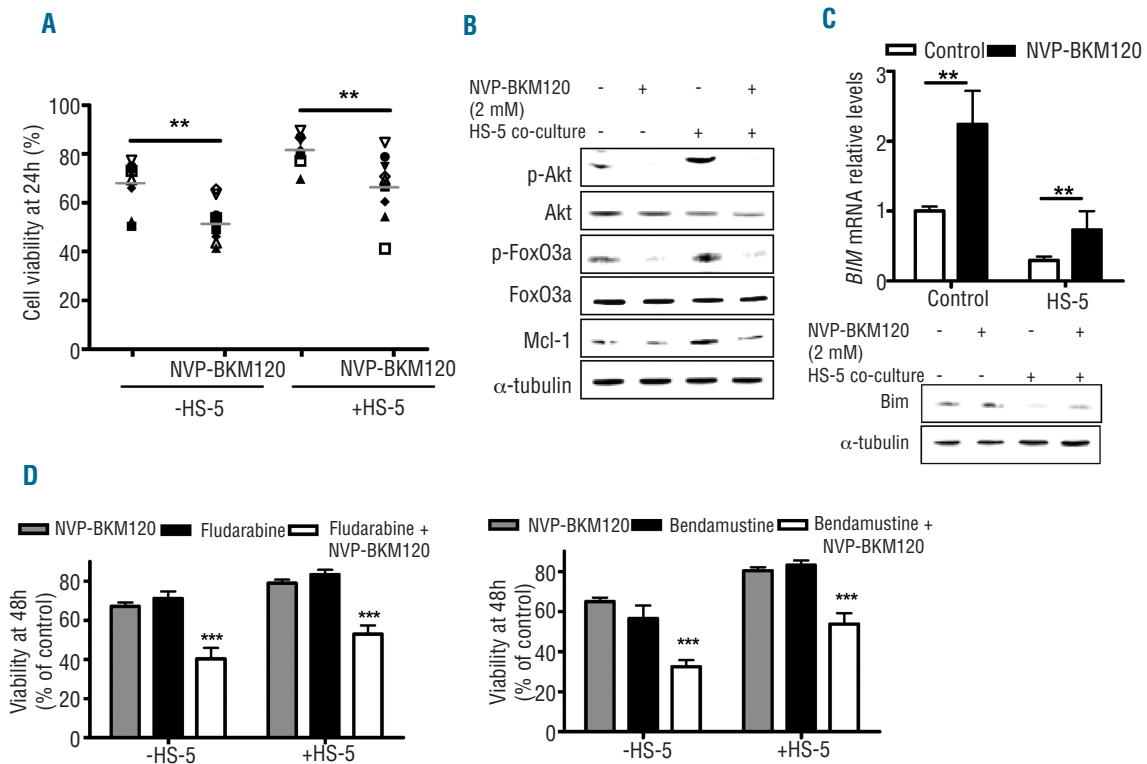 A
Cell viability at 24h (%)
100
80
60
40
20
0
**
**
NVP-BKM120
NVP-BKM120
-HS-5
+HS-5
B
NVP-BKM120
(2 mM)
- + - +
HS-5 co-culture
- - + +
p-Akt
Akt
p-FoxO3a
FoxO3a
Mcl-1
α-tubulin
C
Control NVP-BKM120
BIM mRNA relative levels
3
2
1
0
**
**
Control
HS-5
NVP-BKM120
(2 mM)
- + - +
HS-5 co-culture
- - + +
Bim
α-tubulin
D
NVP-BKM120 Fludarabine Fludarabine +
NVP-BKM120
Viability at 48h
(% of control)
80
60
40
20
0
***
***
-HS-5
+HS-5
NVP-BKM120 Bendamustine Bendamustine +
NVP-BKM120
Viability at 48h
(% of control)
80
60
40
20
0
***
***
-HS-5
+HS-5